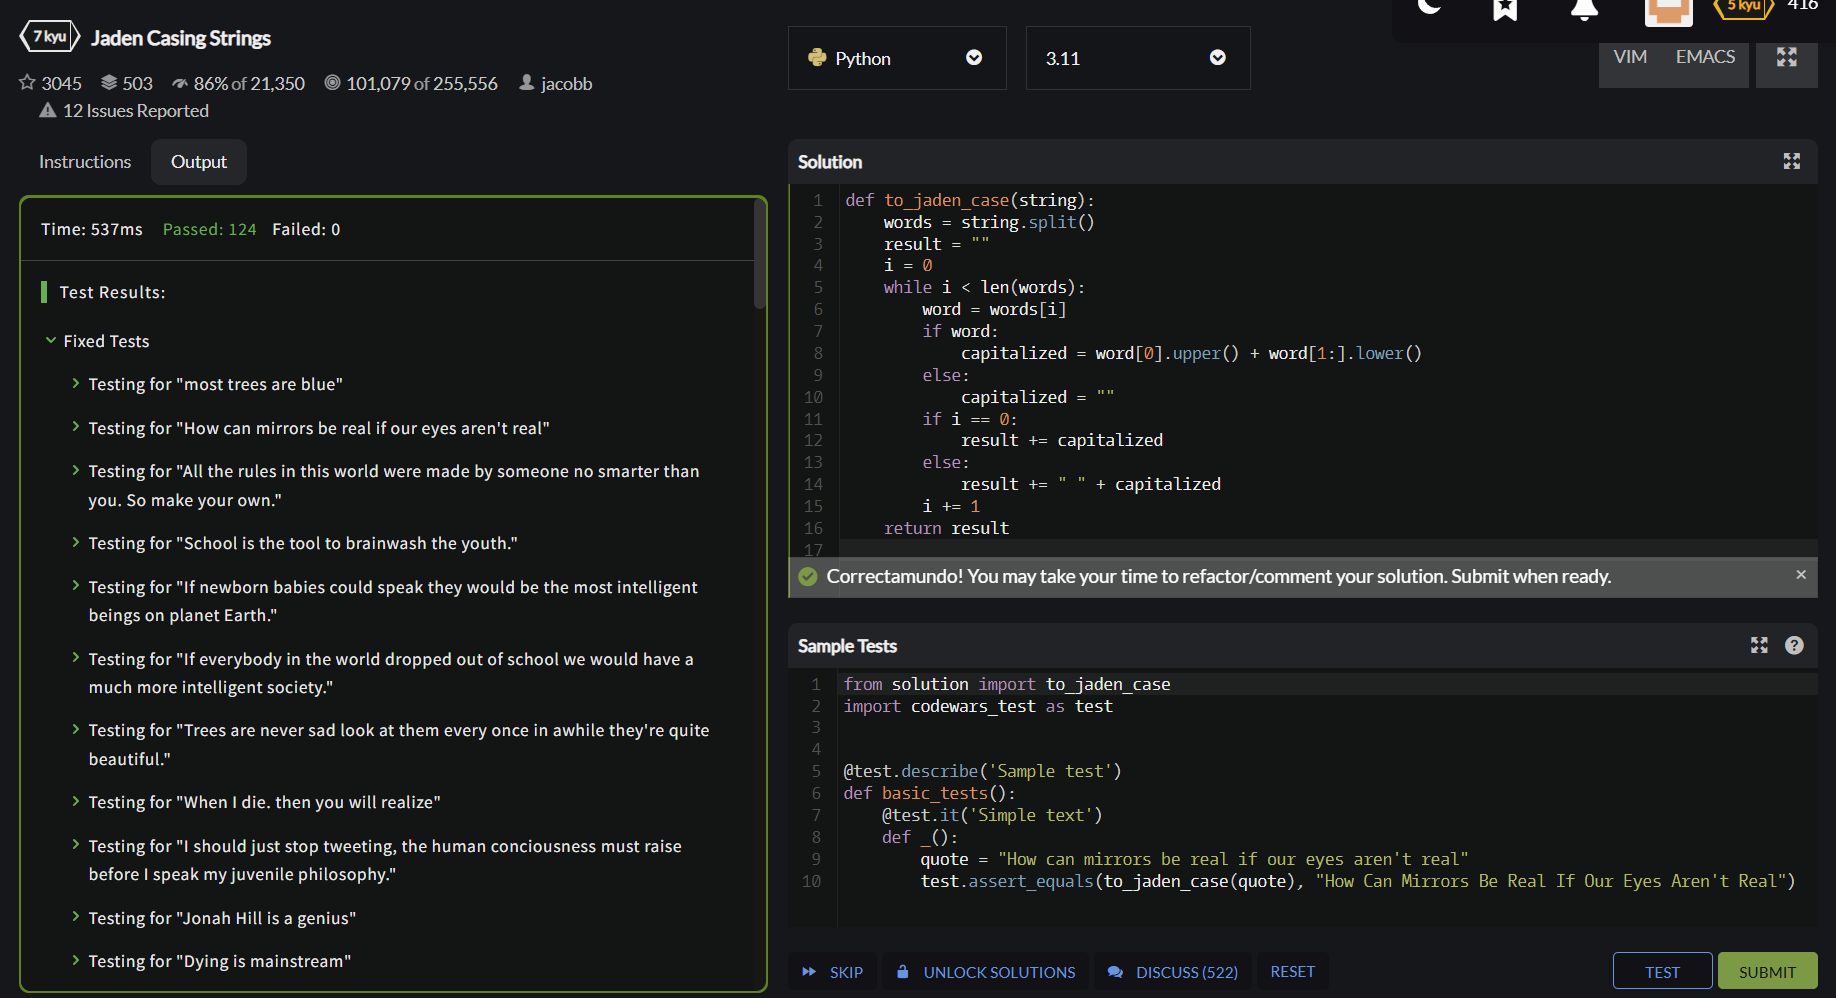 7 kyu Jaden Casing Strings
3045 503 86% of 21,350 101,079 of 255,556 jacobb
12 Issues Reported
Instructions Output
Time: 537ms Passed: 124 Failed: 0
Test Results:
Fixed Tests
Testing for "most trees are blue"
Testing for "How can mirrors be real if our eyes aren't real"
Testing for "All the rules in this world were made by someone no smarter than
you. So make your own."
Testing for "School is the tool to brainwash the youth."
Testing for "If newborn babies could speak they would be the most intelligent
beings on planet Earth."
Testing for "If everybody in the world dropped out of school we would have a
much more intelligent society."
Testing for "Trees are never sad look at them every once in awhile they're quite
beautiful."
Testing for "When I die. then you will realize"
Testing for "I should just stop tweeting, the human conciousness must raise
before I speak my juvenile philosophy."
Testing for "Jonah Hill is a genius"
Testing for "Dying is mainstream"
5 kyu 416
Python 3.11 VIM EMACS
Solution
1 def to_jaden_case(string):
2     words = string.split()
3     result = ""
4     i = 0
5     while i < len(words):
6         word = words[i]
7         if word:
8             capitalized = word[0].upper() + word[1:].lower()
9         else:
10             capitalized = ""
11         if i == 0:
12             result += capitalized
13         else:
14             result += " " + capitalized
15         i += 1
16     return result
17
Correctamundo! You may take your time to refactor/comment your solution. Submit when ready. ×
Sample Tests ?
1 from solution import to_jaden_case
2 import codewars_test as test
3
4
5 @test.describe('Sample test')
6 def basic_tests():
7     @test.it('Simple text')
8     def _():
9         quote = "How can mirrors be real if our eyes aren't real"
10         test.assert_equals(to_jaden_case(quote), "How Can Mirrors Be Real If Our Eyes Aren't Real")
SKIP UNLOCK SOLUTIONS DISCUSS (522) RESET TEST SUBMIT